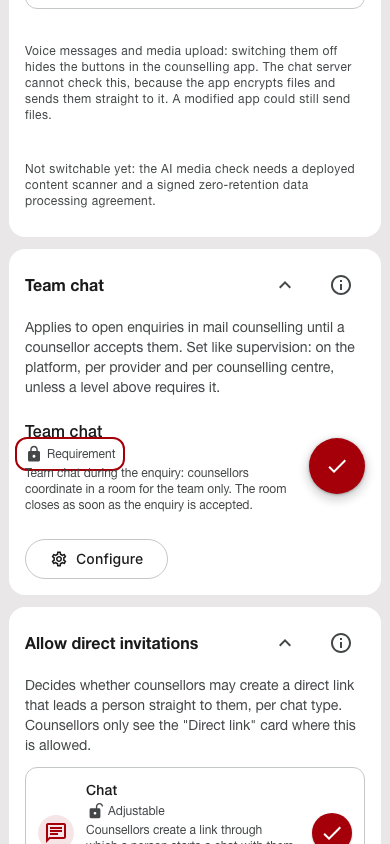 Voice messages and media upload: switching them off
hides the buttons in the counselling app. The chat server
cannot check this, because the app encrypts files and
sends them straight to it. A modified app could still send
files.
Not switchable yet: the AI media check needs a deployed
content scanner and a signed zero-retention data
processing agreement.
Team chat
Applies to open enquiries in mail counselling until a
counsellor accepts them. Set like supervision: on the
platform, per provider and per counselling centre,
unless a level above requires it.
Team chat
Requirement
Team chat during the enquiry: counsellors
coordinate in a room for the team only. The room
closes as soon as the enquiry is accepted.
Configure
Allow direct invitations
Decides whether counsellors may create a direct link
that leads a person straight to them, per chat type.
Counsellors only see the "Direct link" card where this
is allowed.
Chat
Adjustable
Counsellors create a link through
which a person starts a chat with them